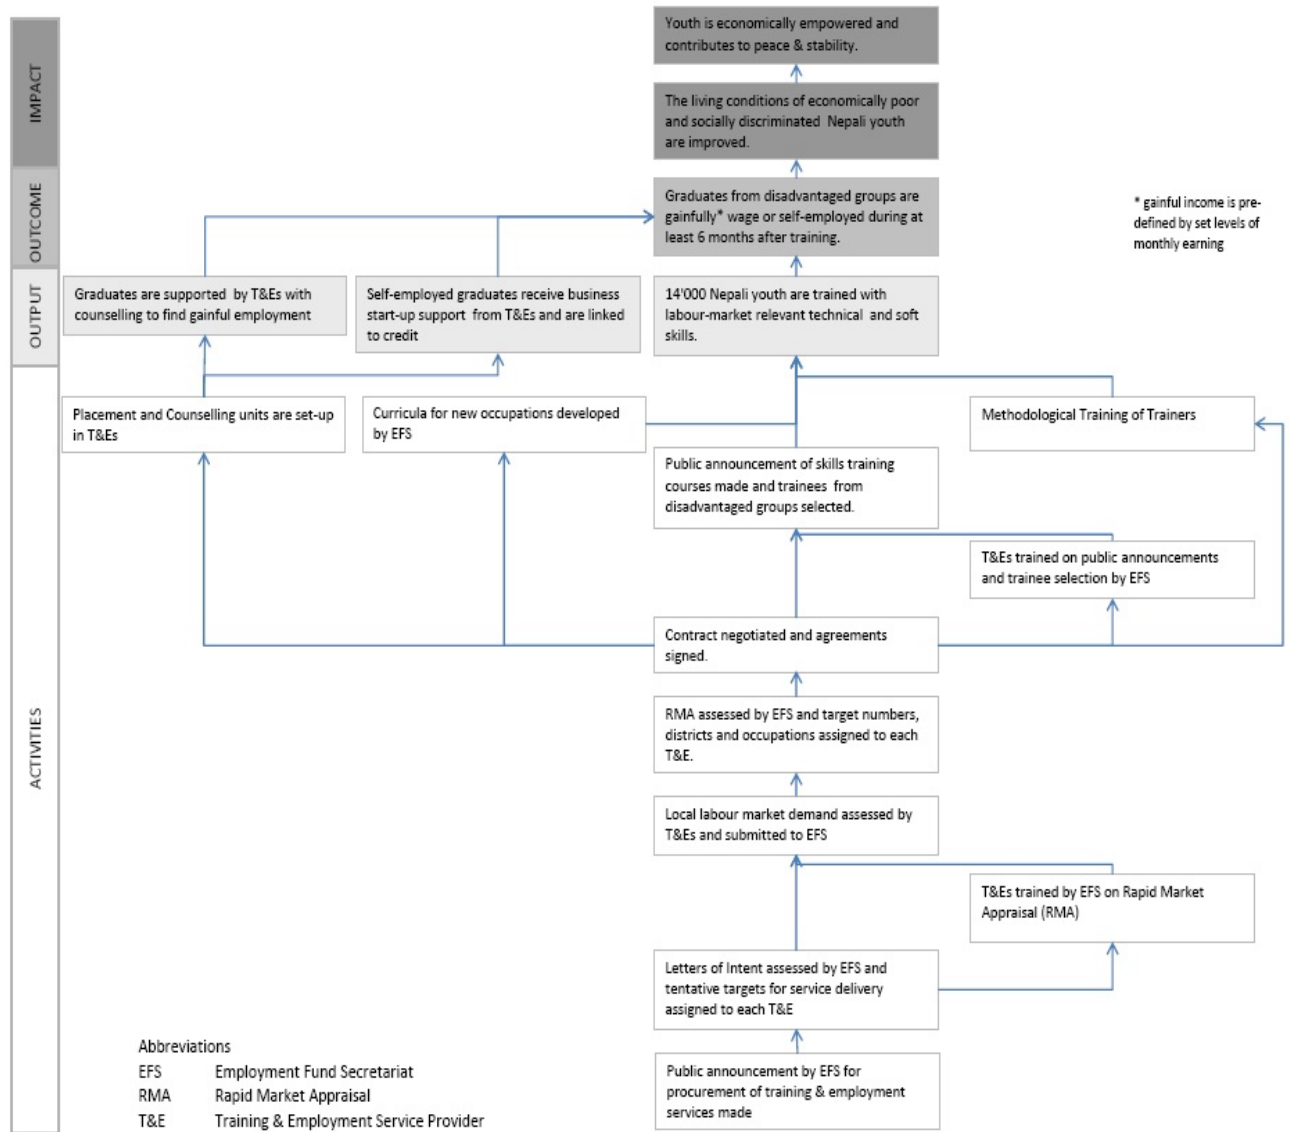 IMPACT
Youth is economically empowered and
contributes to peace & stability.
The living conditions of economically poor
and socially discriminated Nepali youth
are improved.
OUTCOME
Graduates from disadvantaged groups are
gainfully* wage or self-employed during at
least 6 months after training.
* gainful income is pre-
defined by set levels of
monthly earning
OUTPUT
Graduates are supported by T&Es with
counselling to find gainful employment
Self-employed graduates receive business
start-up support from T&Es and are linked
to credit
14'000 Nepali youth are trained with
labour-market relevant technical and soft
skills.
ACTIVITIES
Placement and Counselling units are set-up
in T&Es
Curricula for new occupations developed
by EFS
Methodological Training of Trainers
Public announcement of skills training
courses made and trainees from
disadvantaged groups selected.
T&Es trained on public announcements
and trainee selection by EFS
Contract negotiated and agreements
signed.
RMA assessed by EFS and target numbers,
districts and occupations assigned to each
T&E.
Local labour market demand assessed by
T&Es and submitted to EFS
T&Es trained by EFS on Rapid Market
Appraisal (RMA)
Letters of Intent assessed by EFS and
tentative targets for service delivery
assigned to each T&E
Public announcement by EFS for
procurement of training & employment
services made
Abbreviations
EFS Employment Fund Secretariat
RMA Rapid Market Appraisal
T&E Training & Employment Service Provider